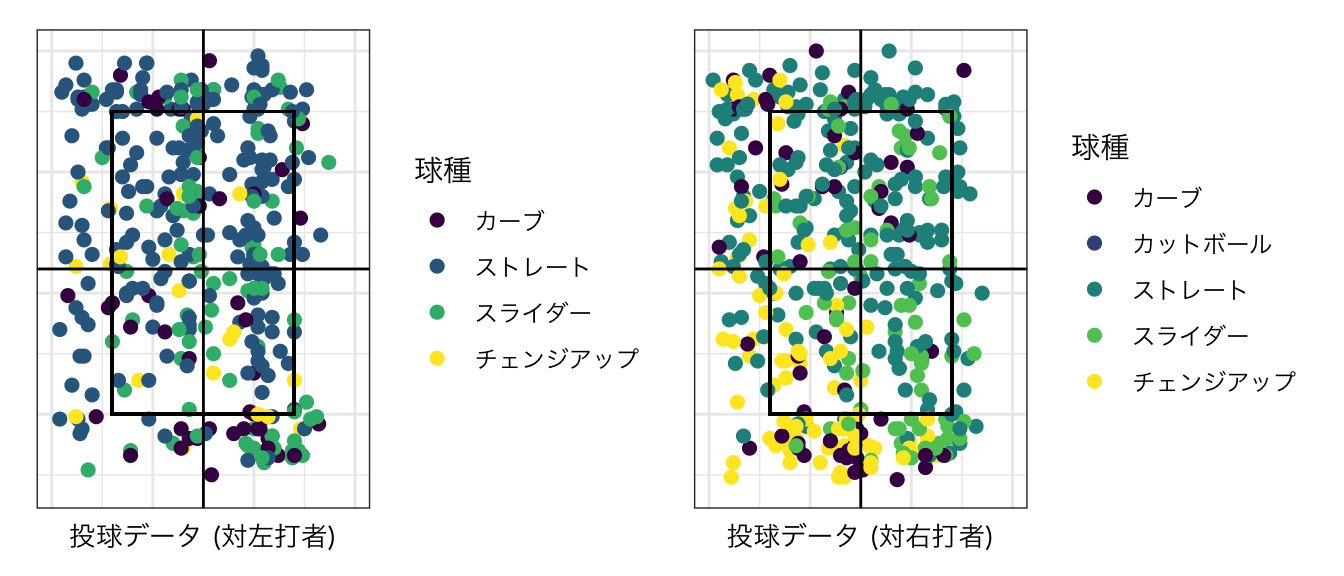 球種
カーブ
ストレート
スライダー
チェンジアップ
投球データ (対左打者)
球種
カーブ
カットボール
ストレート
スライダー
チェンジアップ
投球データ (対右打者)